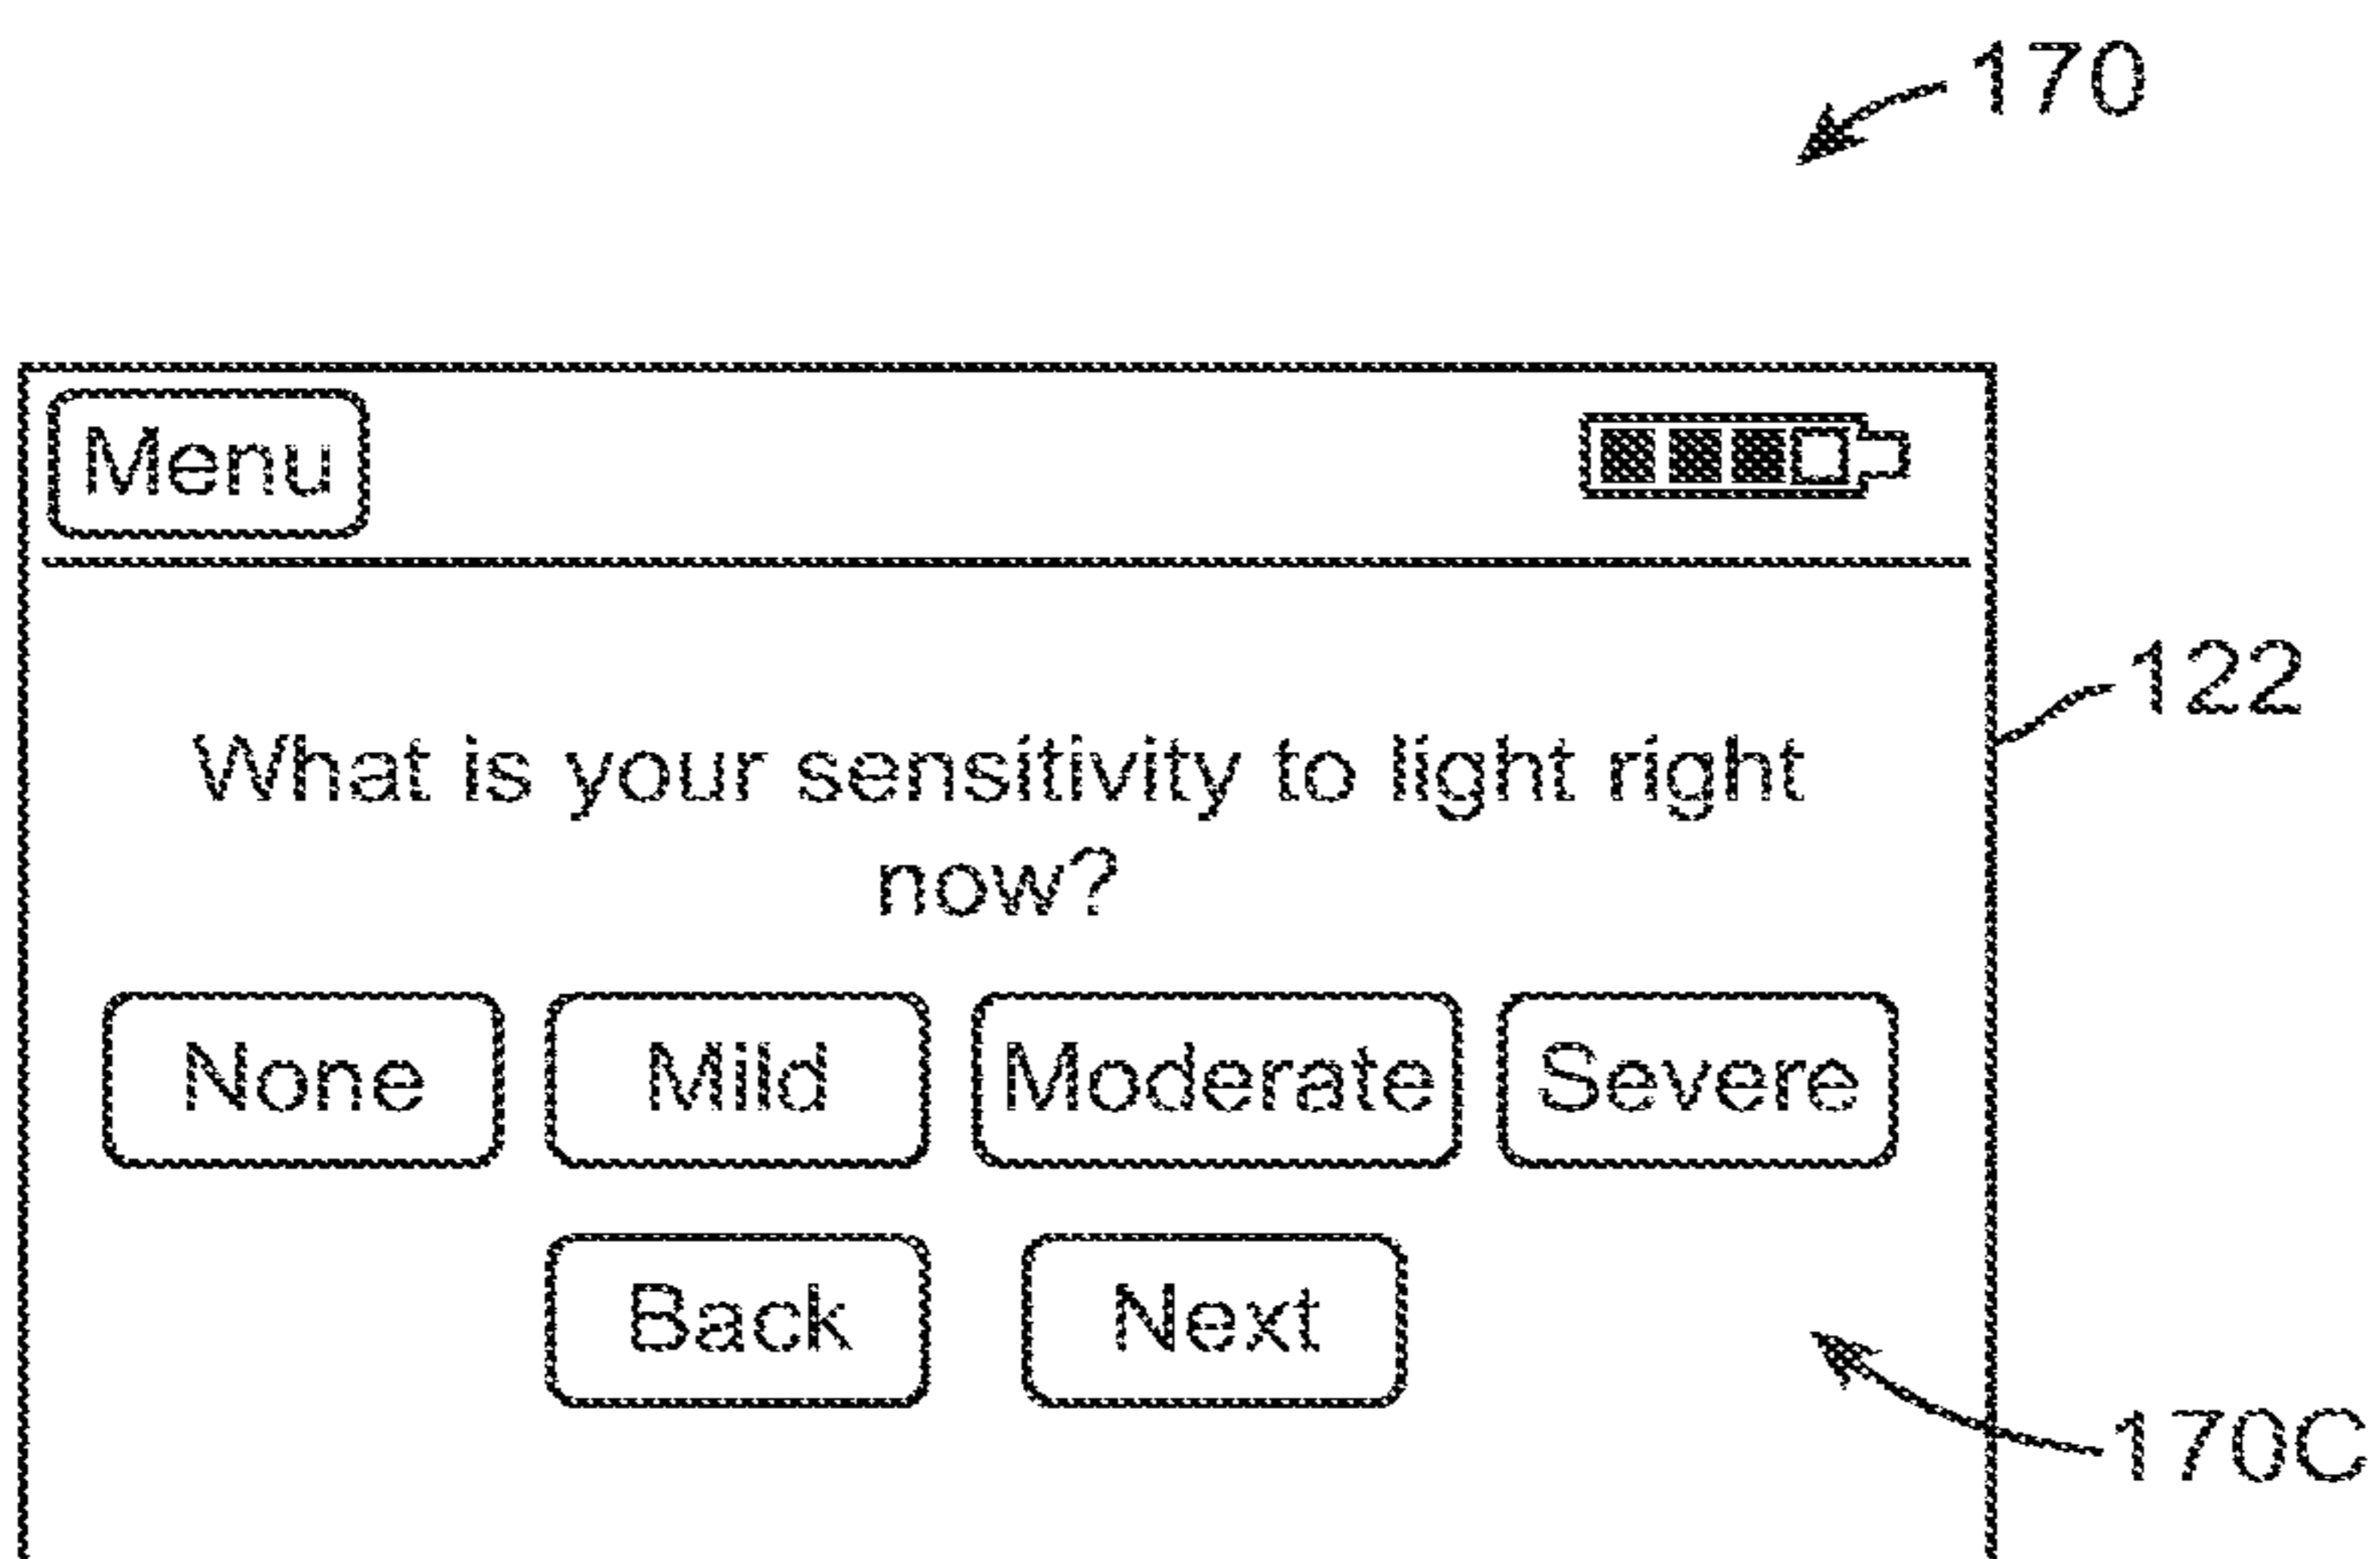 170
Menu
122
What is your sensitivity to light right
now?
None Mild Moderate Severe
Back Next
170C